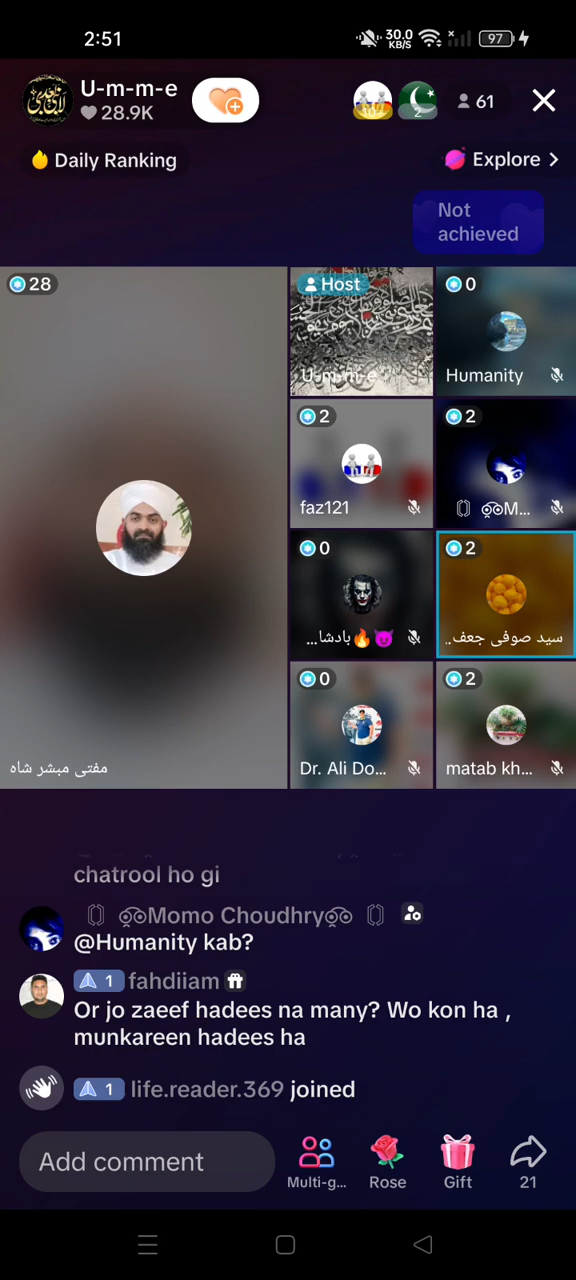 2:51
30.0
KB/S
97
U-m-m-e
28.9K
2
61
Daily Ranking
Explore >
Not
achieved
28
Host
U-m-m-e
0
Humanity
2
faz121
2
M...
0
بادشا...
2
سید صوفی جعف..
0
Dr. Ali Do...
2
matab kh...
مفتی مبشر شاہ
chatrool ho gi
Momo Choudhry
@Humanity kab?
1 fahdiiam
Or jo zaeef hadees na many? Wo kon ha ,
munkareen hadees ha
1 life.reader.369 joined
Add comment
Multi-g...
Rose
Gift
21